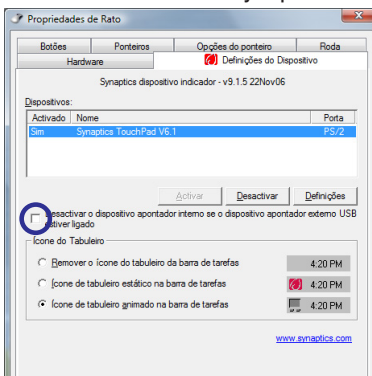 Propriedades de Rato
Botões Ponteiros Opções do ponteiro Roda
Hardware Definições do Dispositivo
Synaptics dispositivo indicador - v9.1.5 22Nov06
Dispositivos:
Activado Nome Porta
Sim Synaptics TouchPad V6.1 PS/2
Activar Desactivar Definições
Desactivar o dispositivo apontador interno se o dispositivo apontador externo USB
estiver ligado
Ícone do Tabuleiro
Remover o ícone do tabuleiro da barra de tarefas 4:20 PM
Ícone de tabuleiro estático na barra de tarefas 4:20 PM
Ícone de tabuleiro animado na barra de tarefas 4:20 PM
www.synaptics.com